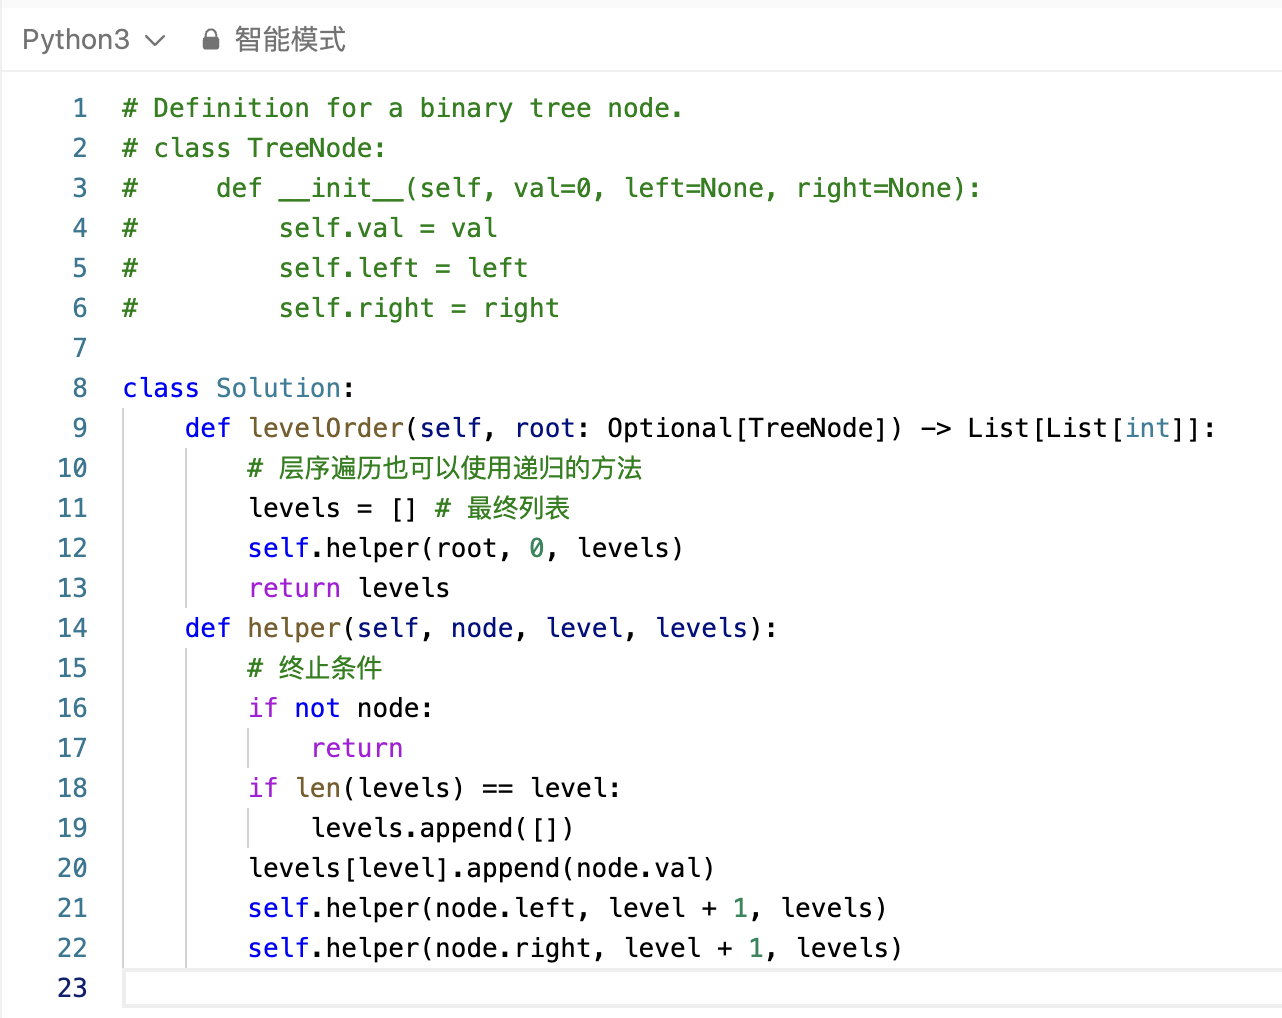 Python3 智能模式
1 # Definition for a binary tree node.
2 # class TreeNode:
3 #     def __init__(self, val=0, left=None, right=None):
4 #         self.val = val
5 #         self.left = left
6 #         self.right = right
7
8 class Solution:
9     def levelOrder(self, root: Optional[TreeNode]) -> List[List[int]]:
10         # 层序遍历也可以使用递归的方法
11         levels = [] # 最终列表
12         self.helper(root, 0, levels)
13         return levels
14     def helper(self, node, level, levels):
15         # 终止条件
16         if not node:
17             return
18         if len(levels) == level:
19             levels.append([])
20         levels[level].append(node.val)
21         self.helper(node.left, level + 1, levels)
22         self.helper(node.right, level + 1, levels)
23